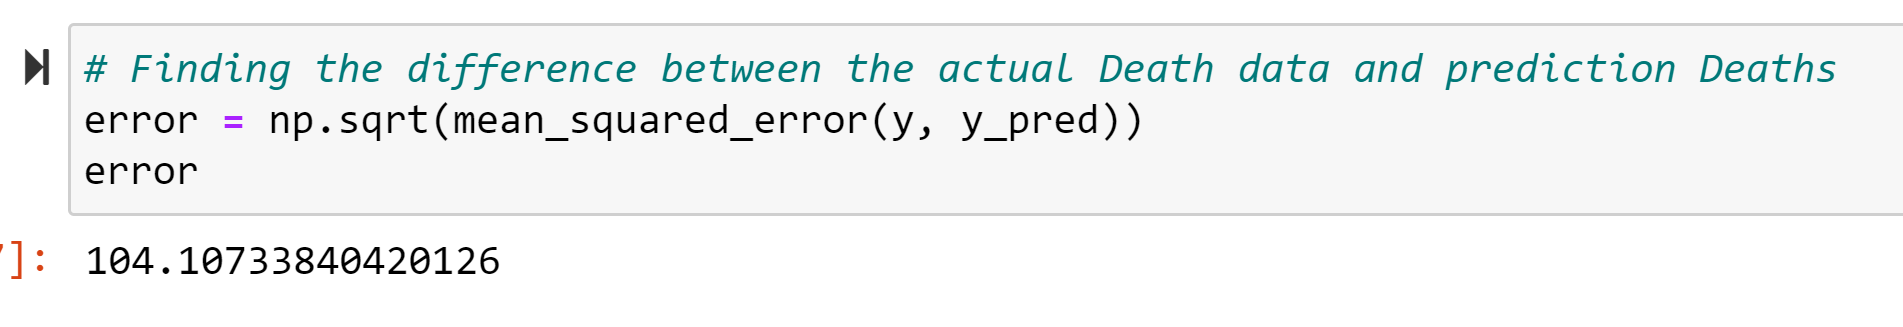 # Finding the difference between the actual Death data and prediction Deaths
error = np.sqrt(mean_squared_error(y, y_pred))
error
]: 104.10733840420126